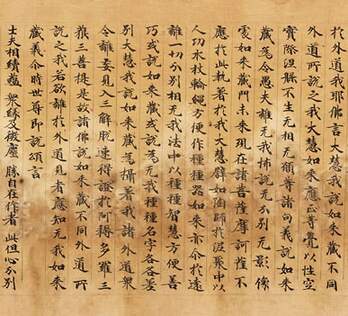 於外道我耶佛言大慧我說如来藏不同
外道所說之我大慧如来應正等覺以性空
實際涅槃不生无相无願等諸句義說如来
藏為令愚夫離无我怖說无分別无影像
處如来藏門未来現在諸菩薩摩訶薩不
應於此執著於我大慧譬如陶師於泥聚中以
人功水杖輪繩方便作種種器如来亦尒於遠
離一切分別相无我法中以種種智慧方便善
巧或說如来藏或說為无我種種名字各各差
別大慧我說如来藏為攝著我諸外道衆
令離妄見入三解脫速得證於阿耨多羅三
藐三菩提是故諸佛說如来藏不同外道所
說之我若欲離於外道見者應知无我如来
藏義尒時世尊即說頌言
士夫相續蘊 衆緣及微塵 勝自在作者 此但心分別